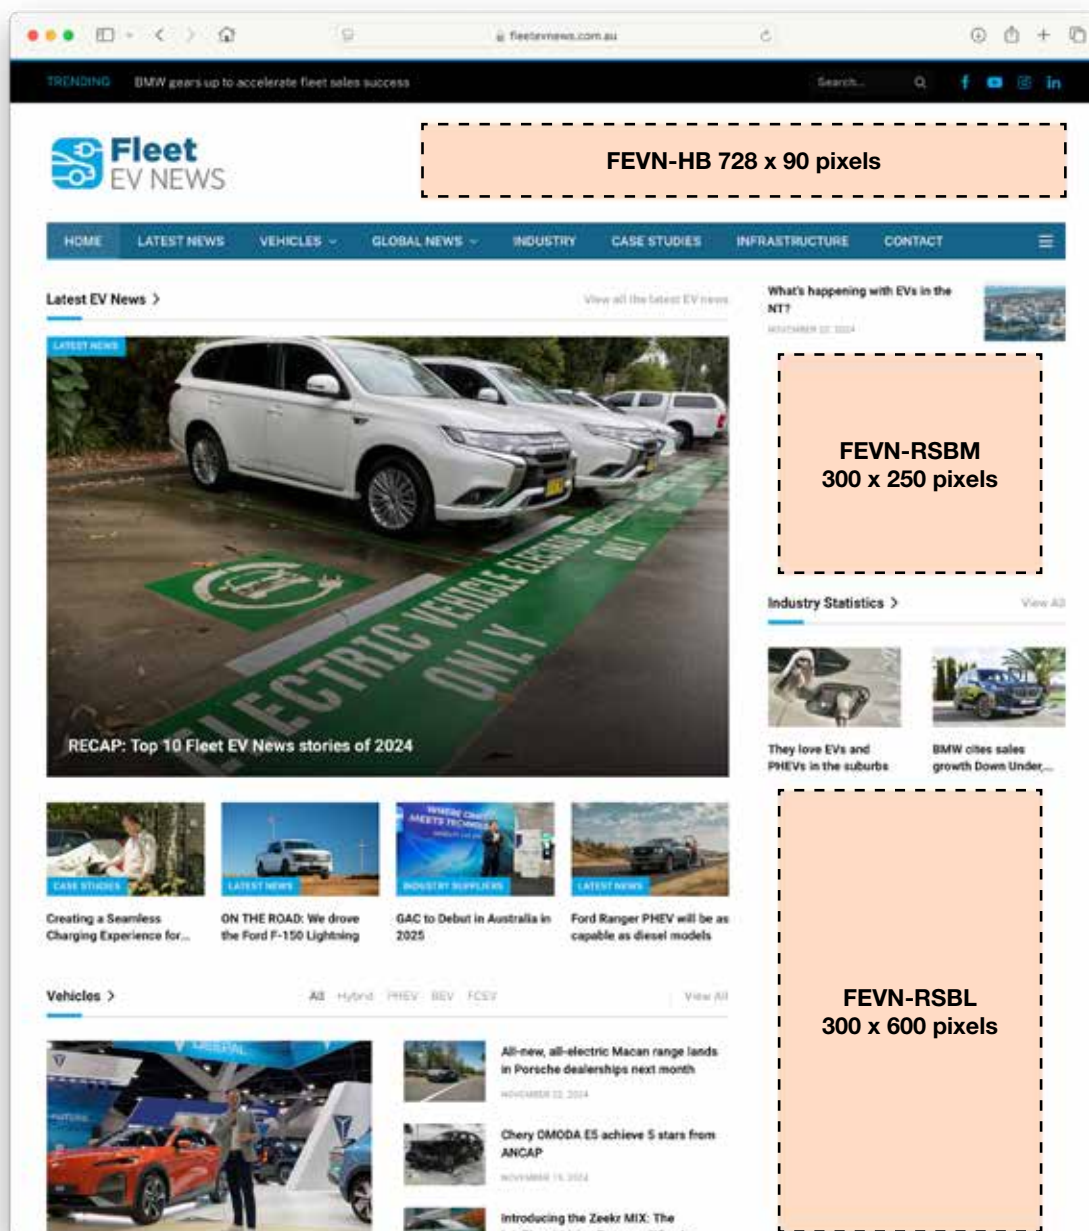 fleetevnews.com.au
TRENDING BMW gears up to accelerate fleet sales success
Search...
Fleet
EV NEWS
FEVN-HB 728 x 90 pixels
HOME LATEST NEWS VEHICLES GLOBAL NEWS INDUSTRY CASE STUDIES INFRASTRUCTURE CONTACT
Latest EV News >
View all the latest EV news
LATEST NEWS
ELECTRIC VEHICLE ELECTRIC VEHICLE
ONLY
ONLY
RECAP: Top 10 Fleet EV News stories of 2024
What's happening with EVs in the
NT?
NOVEMBER 22, 2024
FEVN-RSBM
300 x 250 pixels
Industry Statistics >
View All
They love EVs and
PHEVs in the suburbs
BMW cites sales
growth Down Under,...
CASE STUDIES
Creating a Seamless
Charging Experience for...
LATEST NEWS
ON THE ROAD: We drove
the Ford F-150 Lightning
MEETS TECHNOLOGY
INDUSTRY SUPPLIERS
GAC to Debut in Australia in
2025
LATEST NEWS
Ford Ranger PHEV will be as
capable as diesel models
Vehicles >
All Hybrid PHEV BEV FCEV
View All
DEEPAL
All-new, all-electric Macan range lands
in Porsche dealerships next month
NOVEMBER 22, 2024
Chery OMODA E5 achieve 5 stars from
ANCAP
NOVEMBER 19, 2024
Introducing the Zeekr MIX: The
FEVN-RSBL
300 x 600 pixels